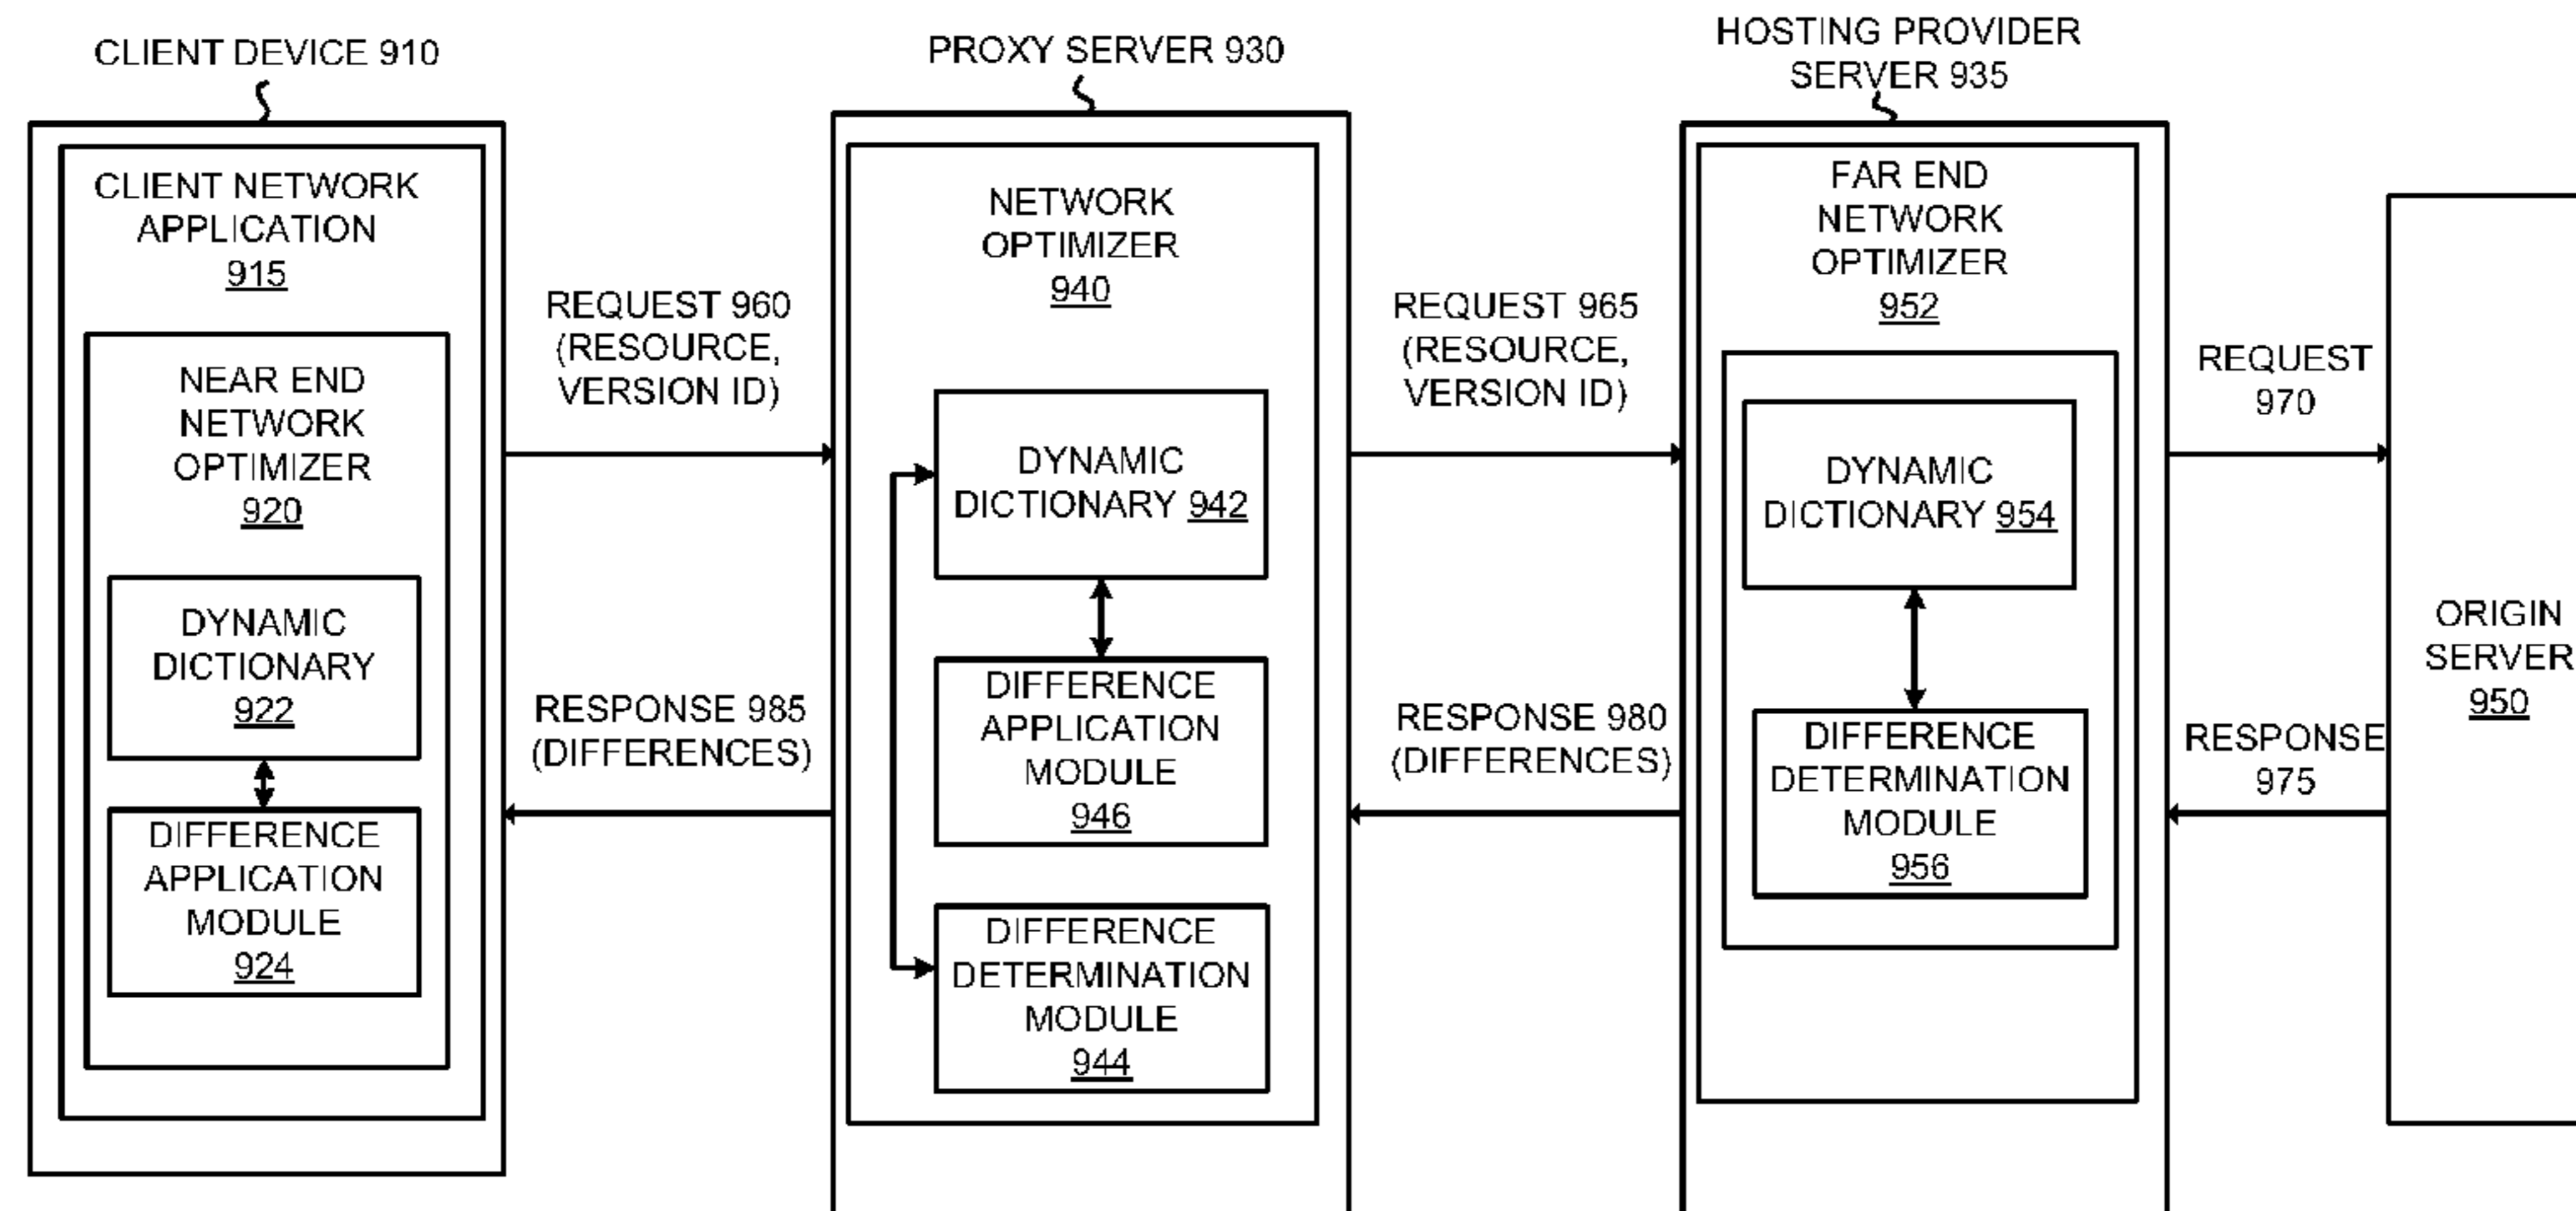 CLIENT DEVICE 910
CLIENT NETWORK
APPLICATION
915
NEAR END
NETWORK
OPTIMIZER
920
DYNAMIC
DICTIONARY
922
DIFFERENCE
APPLICATION
MODULE
924
REQUEST 960
(RESOURCE,
VERSION ID)
RESPONSE 985
(DIFFERENCES)
PROXY SERVER 930
NETWORK
OPTIMIZER
940
DYNAMIC
DICTIONARY 942
DIFFERENCE
APPLICATION
MODULE
946
DIFFERENCE
DETERMINATION
MODULE
944
REQUEST 965
(RESOURCE,
VERSION ID)
RESPONSE 980
(DIFFERENCES)
HOSTING PROVIDER
SERVER 935
FAR END
NETWORK
OPTIMIZER
952
DYNAMIC
DICTIONARY 954
DIFFERENCE
DETERMINATION
MODULE
956
REQUEST
970
RESPONSE
975
ORIGIN
SERVER
950